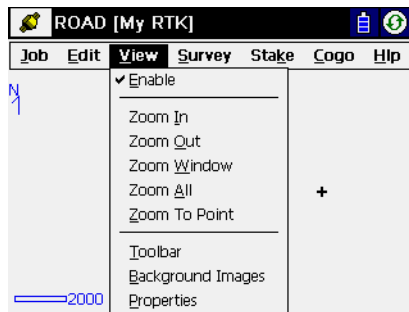 ROAD [My RTK]
Job Edit View Survey Stake Cogo Hlp
Enable
N
Zoom In
Zoom Out
Zoom Window
Zoom All
Zoom To Point
Toolbar
Background Images
2000 Properties